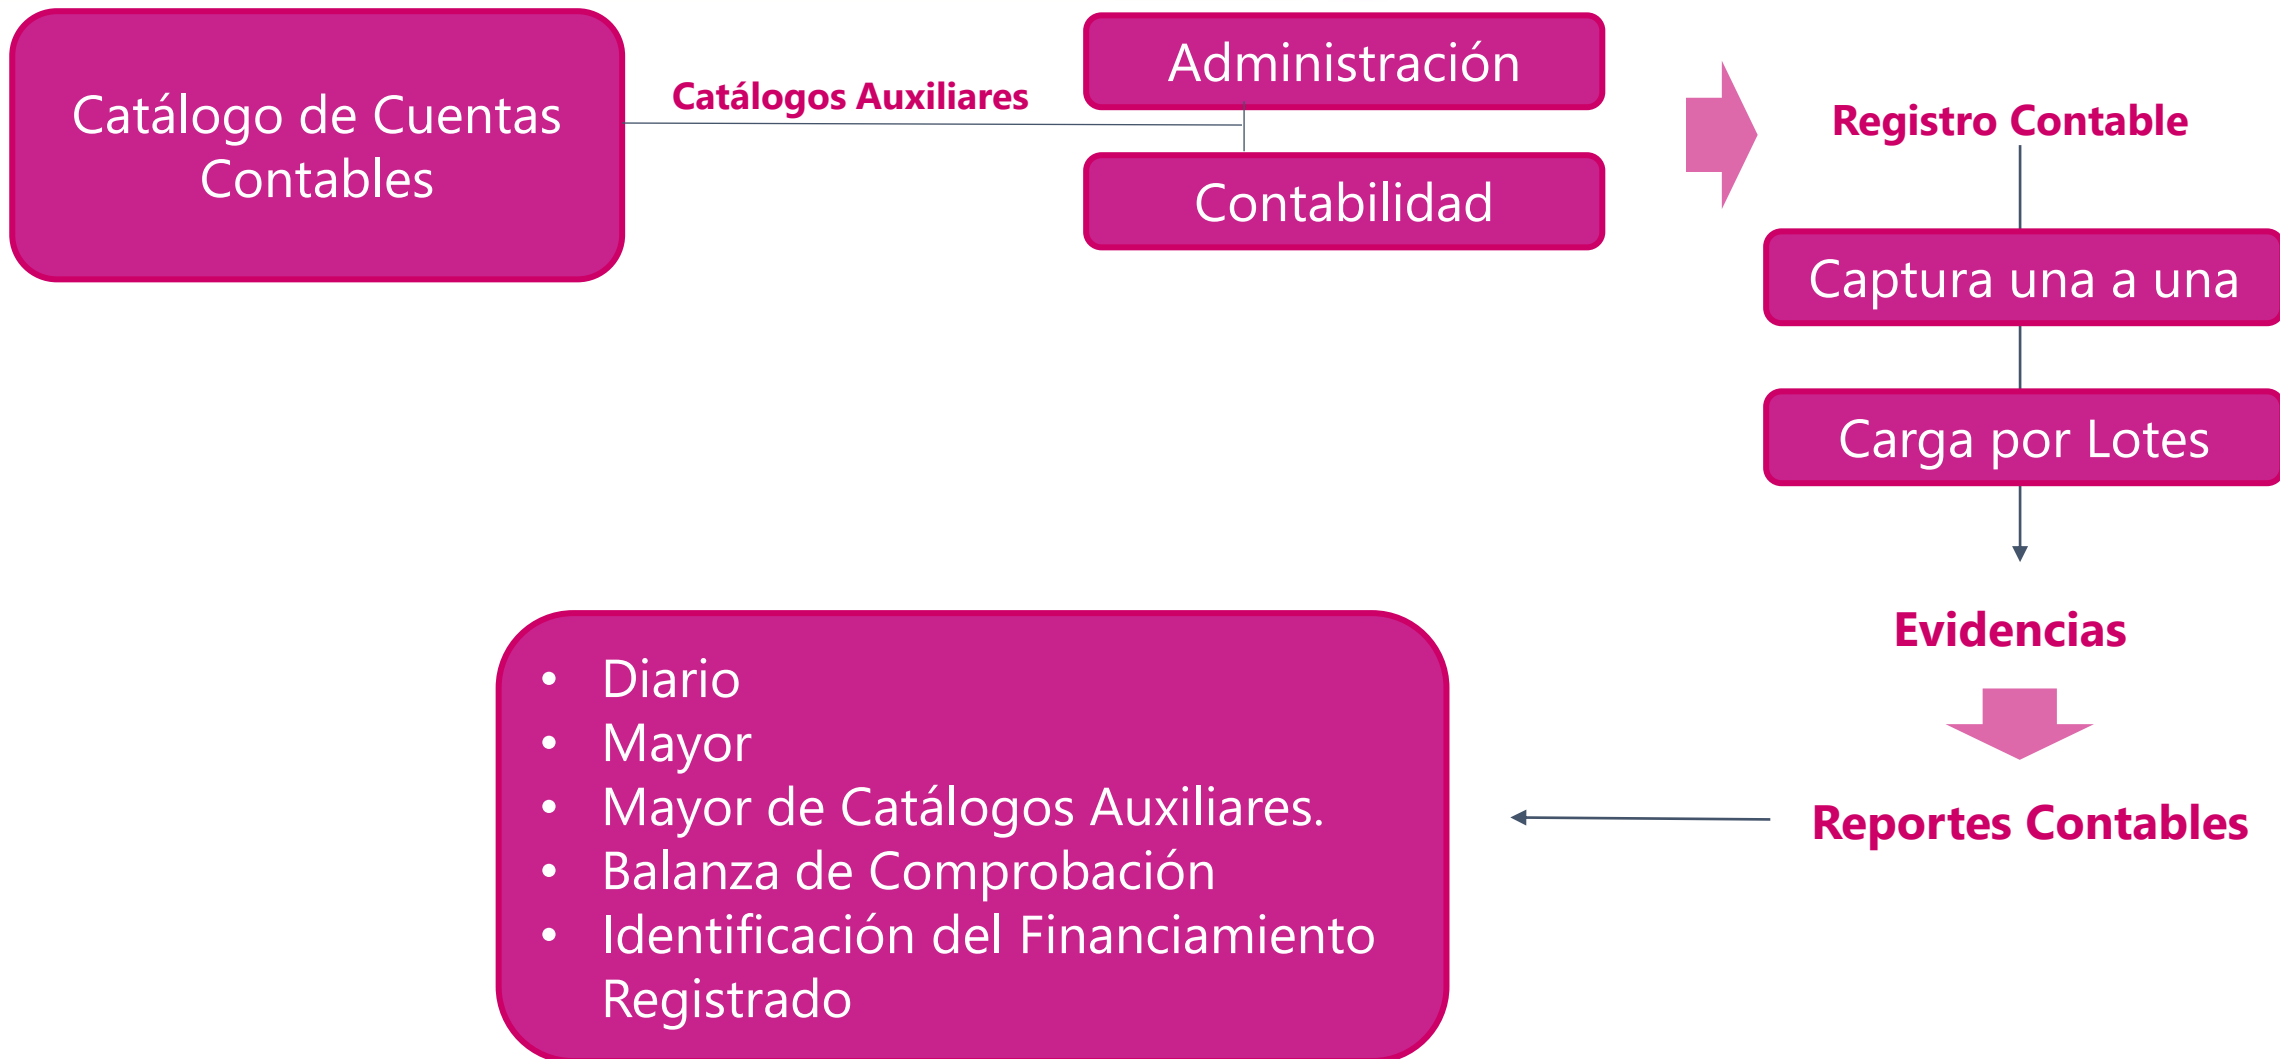 Catálogo de Cuentas
Contables
Catálogos Auxiliares
Administración
Contabilidad
Registro Contable
Captura una a una
Carga por Lotes
Evidencias
Reportes Contables
• Diario
• Mayor
• Mayor de Catálogos Auxiliares.
• Balanza de Comprobación
• Identificación del Financiamiento
Registrado